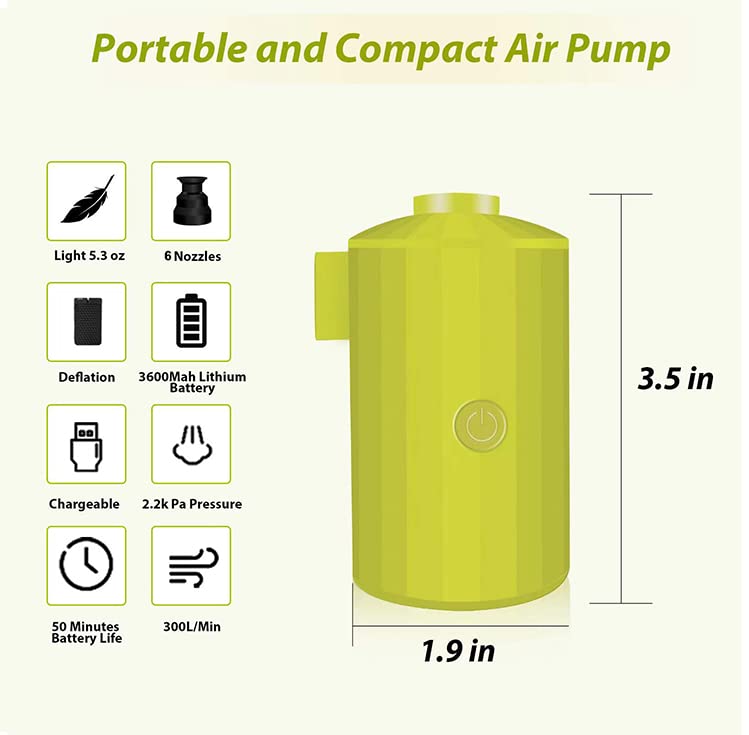 Portable and Compact Air Pump
Light 5.3 oz
6 Nozzles
Deflation
3600Mah Lithium
Battery
Chargeable
2.2k Pa Pressure
50 Minutes
Battery Life
300L/Min
3.5 in
1.9 in